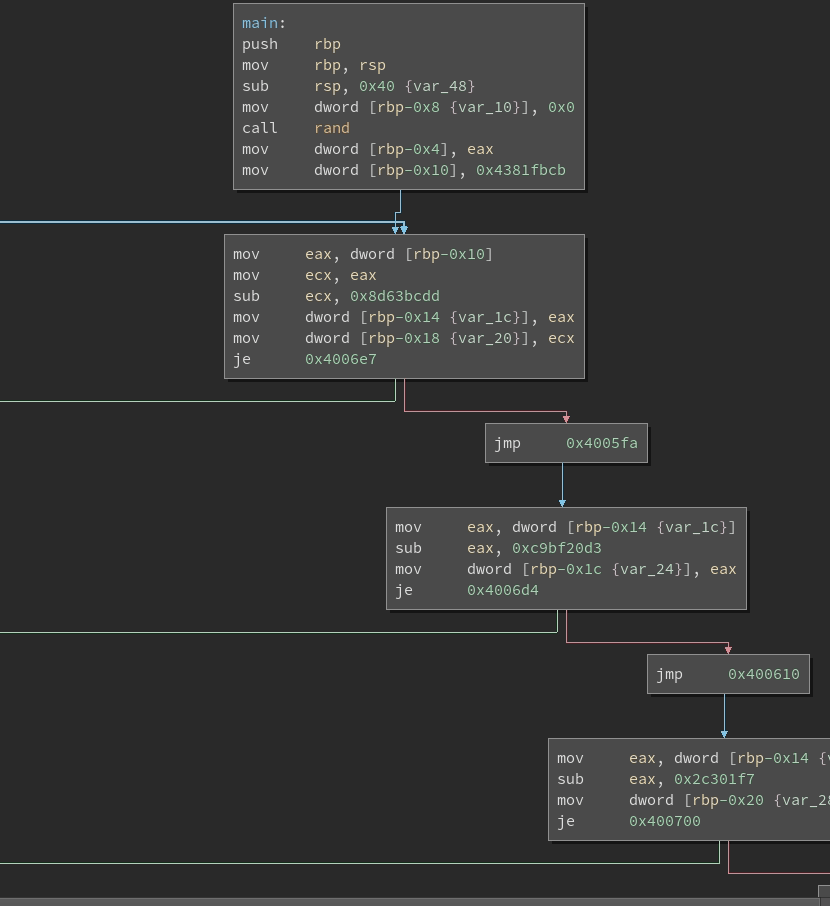 main:
push rbp
mov rbp, rsp
sub rsp, 0x40 {var_48}
mov dword [rbp-0x8 {var_10}], 0x0
call rand
mov dword [rbp-0x4], eax
mov dword [rbp-0x10], 0x4381fbcb
mov eax, dword [rbp-0x10]
mov ecx, eax
sub ecx, 0x8d63bcdd
mov dword [rbp-0x14 {var_1c}], eax
mov dword [rbp-0x18 {var_20}], ecx
je 0x4006e7
jmp 0x4005fa
mov eax, dword [rbp-0x14 {var_1c}]
sub eax, 0xc9bf20d3
mov dword [rbp-0x1c {var_24}], eax
je 0x4006d4
jmp 0x400610
mov eax, dword [rbp-0x14 {
sub eax, 0x2c301f7
mov dword [rbp-0x20 {var_28
je 0x400700